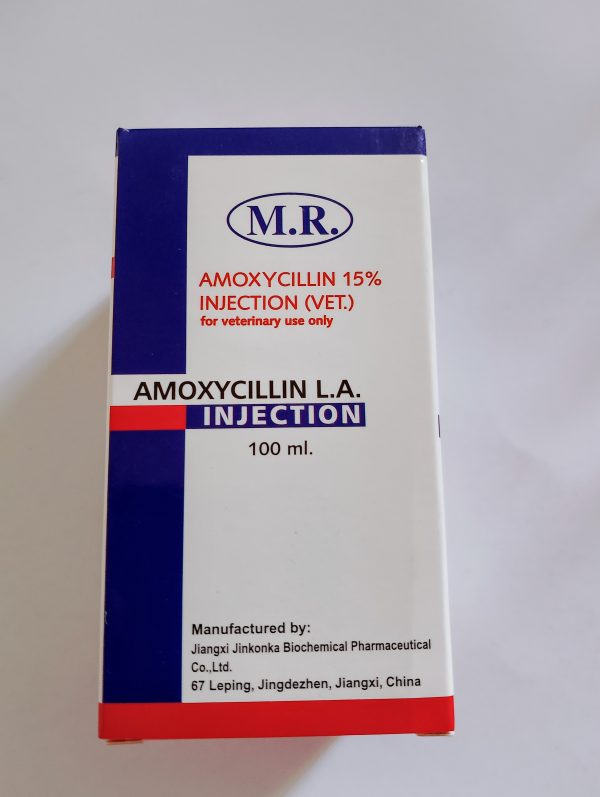 M.R.
AMOXYCILLIN 15%
INJECTION (VET.)
for veterinary use only
AMOXYCILLIN L.A.
INJECTION
100 ml.
Manufactured by:
Jiangxi Jinkonka Biochemical Pharmaceutical
Co.,Ltd.
67 Leping, Jingdezhen, Jiangxi, China